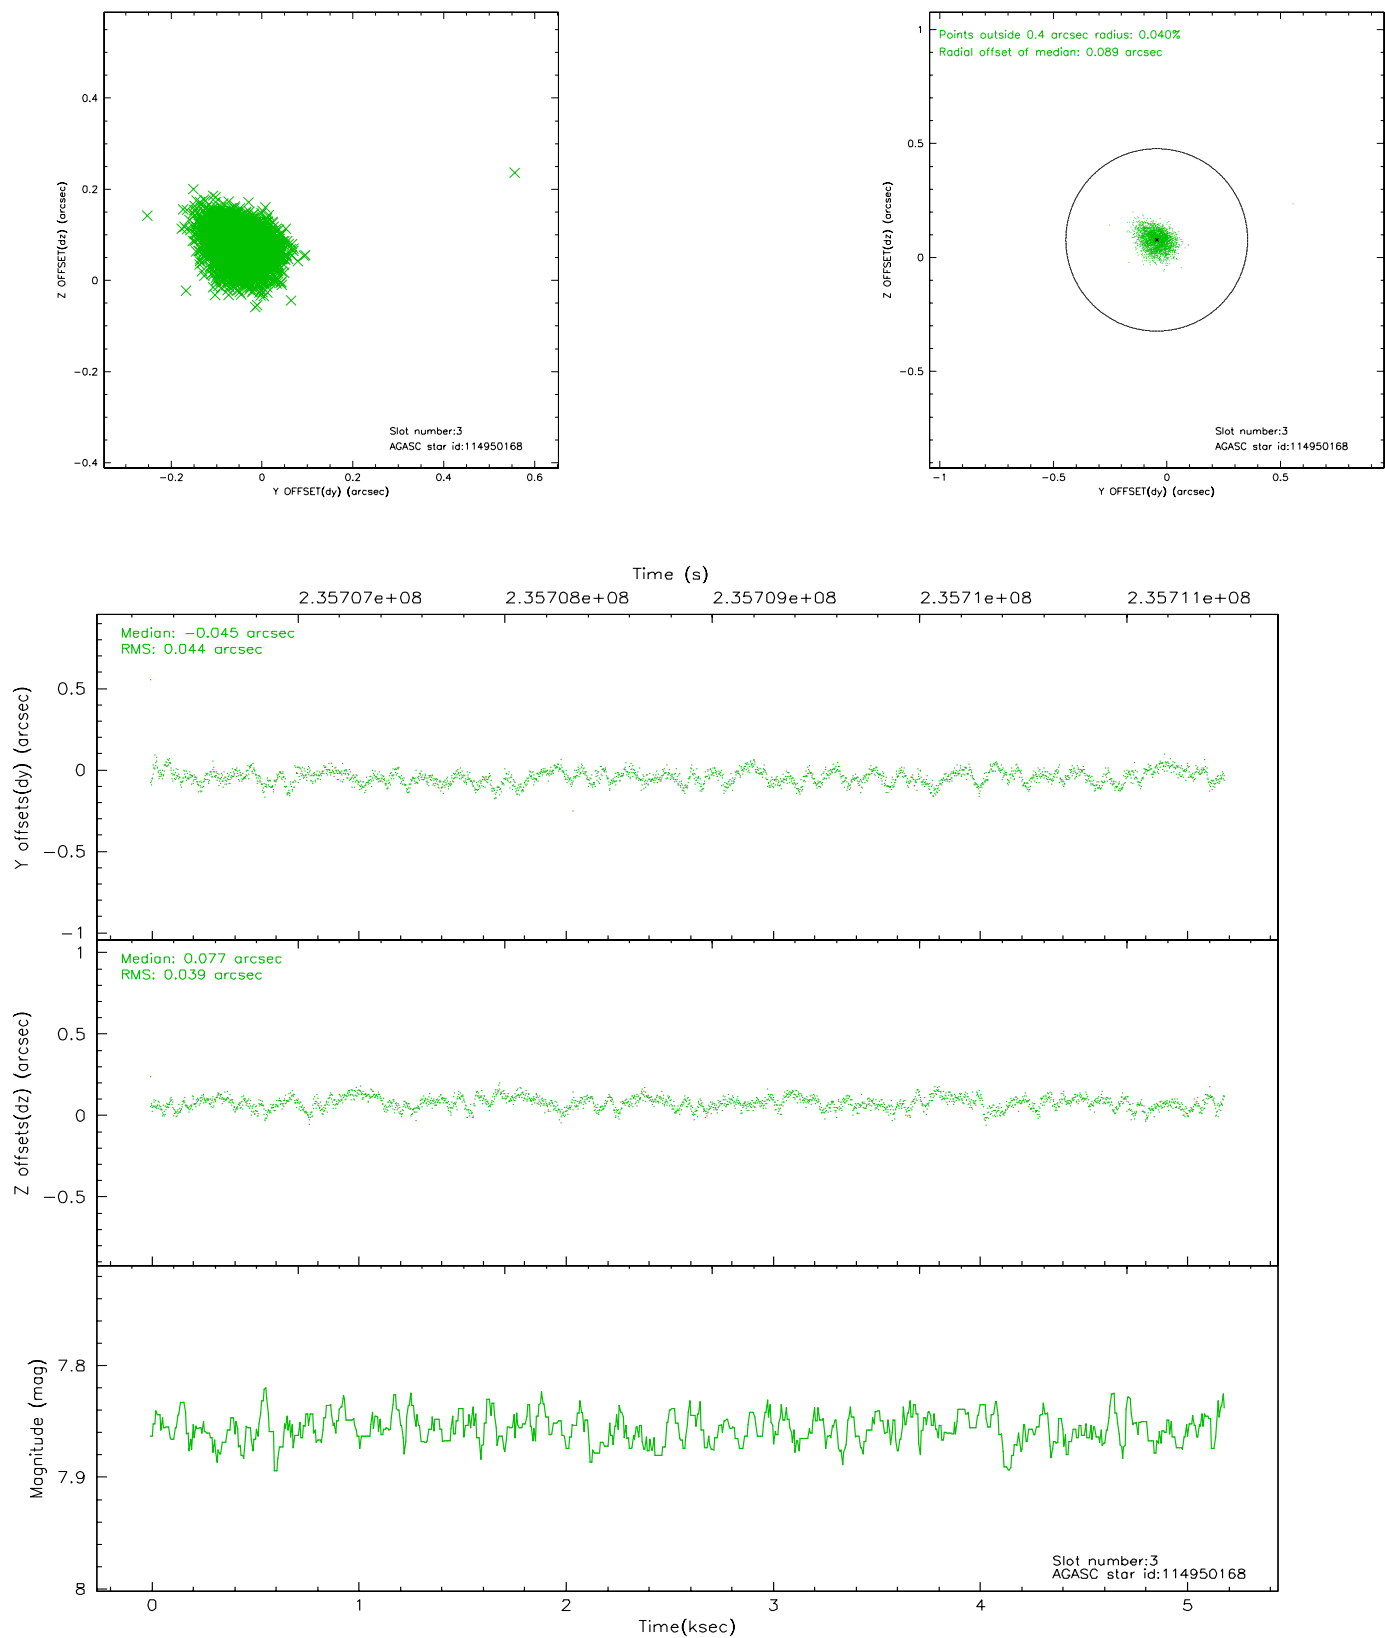 0.4
0.2
0
−0.2
−0.4
Z OFFSET(dz) (arcsec)
Slot number:3
AGASC star id:114950168
−0.2 0 0.2 0.4 0.6
Y OFFSET(dy) (arcsec)
Points outside 0.4 arcsec radius: 0.040%
Radial offset of median: 0.089 arcsec
1
0.5
0
−0.5
Z OFFSET(dz) (arcsec)
Slot number:3
AGASC star id:114950168
−1 −0.5 0 0.5
Y OFFSET(dy) (arcsec)
Time (s)
2.35707e+08 2.35708e+08 2.35709e+08 2.3571e+08 2.35711e+08
Median: −0.045 arcsec
RMS: 0.044 arcsec
0.5
0
−0.5
−1
Y offsets(dy) (arcsec)
Median: 0.077 arcsec
RMS: 0.039 arcsec
1
0.5
0
−0.5
Z offsets(dz) (arcsec)
7.8
7.9
8
Magnitude (mag)
Slot number:3
AGASC star id:114950168
0 1 2 3 4 5
Time(ksec)